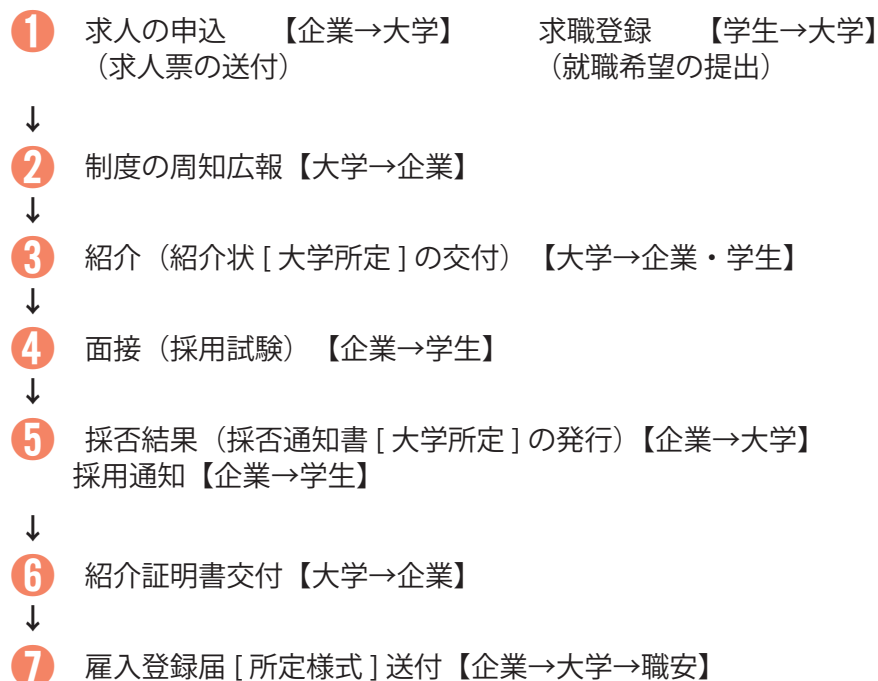 1 求人の申込 【企業→大学】 求職登録 【学生→大学】
（求人票の送付） （就職希望の提出）
↓
2 制度の周知広報【大学→企業】
↓
3 紹介（紹介状 [ 大学所定 ] の交付）【大学→企業・学生】
↓
4 面接（採用試験）【企業→学生】
↓
5 採否結果（採否通知書 [ 大学所定 ] の発行）【企業→大学】
採用通知【企業→学生】
↓
6 紹介証明書交付【大学→企業】
↓
7 雇入登録届 [ 所定様式 ] 送付【企業→大学→職安】